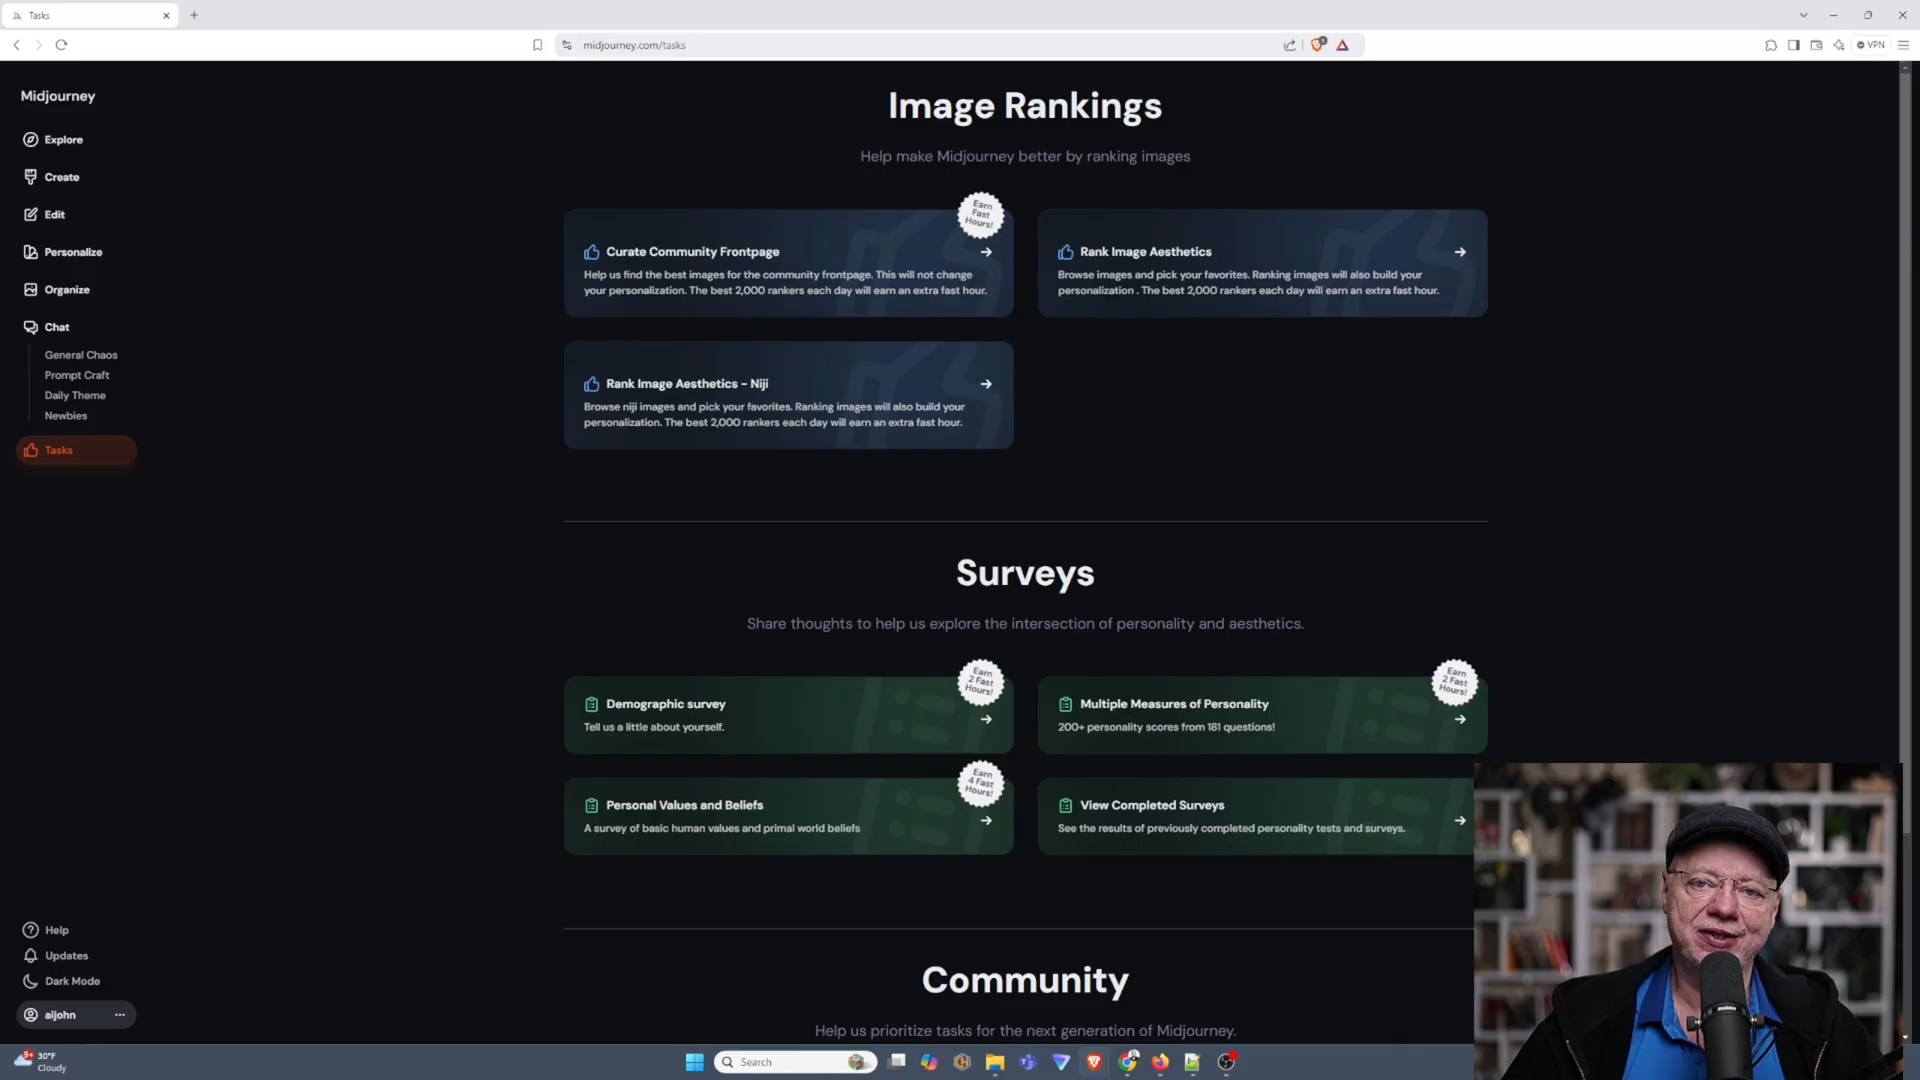 Tasks
midjourney.com/tasks
VPN
Midjourney
Explore
Create
Edit
Personalize
Organize
Chat
General Chaos
Prompt Craft
Daily Theme
Newbies
Tasks
Help
Updates
Dark Mode
aijohn
Image Rankings
Help make Midjourney better by ranking images
Earn
Fast
Hours!
Curate Community Frontpage
Help us find the best images for the community frontpage. This will not change
your personalization. The best 2,000 rankers each day will earn an extra fast hour.
Rank Image Aesthetics
Browse images and pick your favorites. Ranking images will also build your
personalization . The best 2,000 rankers each day will earn an extra fast hour.
Rank Image Aesthetics - Niji
Browse niji images and pick your favorites. Ranking images will also build your
personalization. The best 2,000 rankers each day will earn an extra fast hour.
Surveys
Share thoughts to help us explore the intersection of personality and aesthetics.
Earn
2 Fast
Hours!
Demographic survey
Tell us a little about yourself.
Earn
2 Fast
Hours!
Multiple Measures of Personality
200+ personality scores from 181 questions!
Earn
4 Fast
Hours!
Personal Values and Beliefs
A survey of basic human values and primal world beliefs
View Completed Surveys
See the results of previously completed personality tests and surveys.
Community
Help us prioritize tasks for the next generation of Midjourney.
9+
30°F
Cloudy
Search